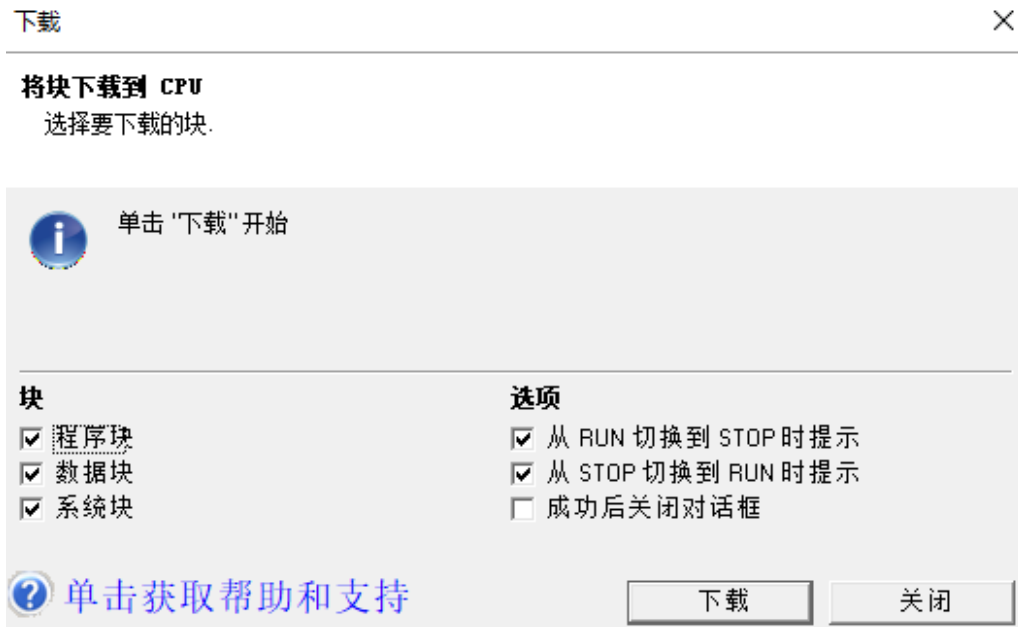 下载
将块下载到 CPU
选择要下载的块.
单击 "下载" 开始
块
选项
程序块
从 RUN 切换到 STOP 时提示
数据块
从 STOP 切换到 RUN 时提示
系统块
成功后关闭对话框
单击获取帮助和支持
下载
关闭